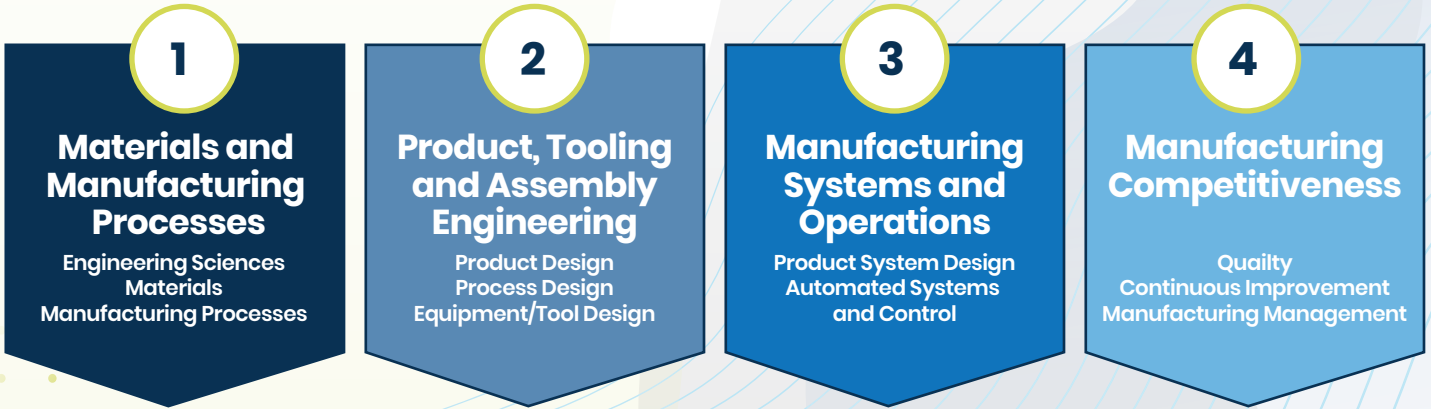 1
Materials and
Manufacturing
Processes
Engineering Sciences
Materials
Manufacturing Processes
2
Product, Tooling
and Assembly
Engineering
Product Design
Process Design
Equipment/Tool Design
3
Manufacturing
Systems and
Operations
Product System Design
Automated Systems
and Control
4
Manufacturing
Competitiveness
Quailty
Continuous Improvement
Manufacturing Management